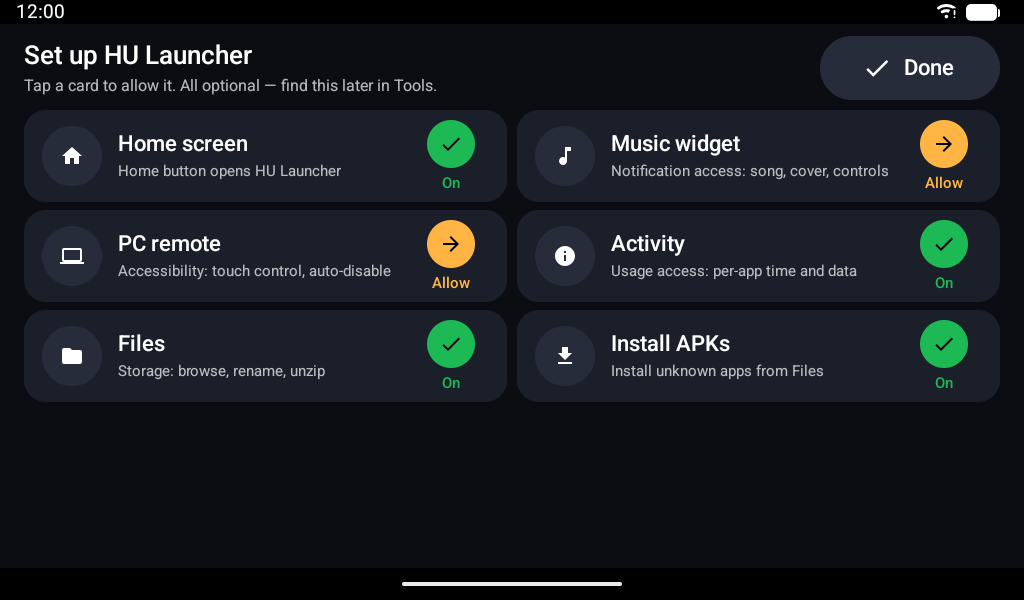 12:00
Set up HU Launcher
Tap a card to allow it. All optional — find this later in Tools.
Done
Home screen
Home button opens HU Launcher
On
Music widget
Notification access: song, cover, controls
Allow
PC remote
Accessibility: touch control, auto-disable
Allow
Activity
Usage access: per-app time and data
On
Files
Storage: browse, rename, unzip
On
Install APKs
Install unknown apps from Files
On